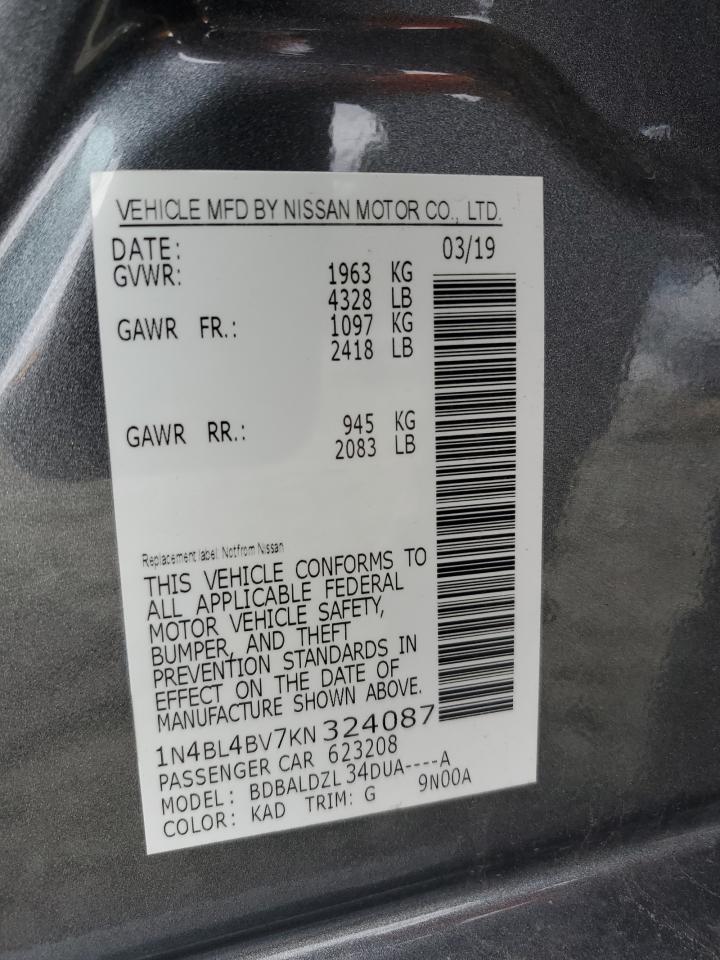 VEHICLE MFD BY NISSAN MOTOR CO., LTD.
DATE: 03/19
GVWR: 1963 KG
4328 LB
GAWR FR.: 1097 KG
2418 LB
GAWR RR.: 945 KG
2083 LB
Replacement label. Not from Nissan
THIS VEHICLE CONFORMS TO
ALL APPLICABLE FEDERAL
MOTOR VEHICLE SAFETY,
BUMPER, AND THEFT
PREVENTION STANDARDS IN
EFFECT ON THE DATE OF
MANUFACTURE SHOWN ABOVE.
1N4BL4BV7KN324087
PASSENGER CAR 623208
MODEL: BDBALDZL34DUA----A
COLOR: KAD TRIM: G 9N00A